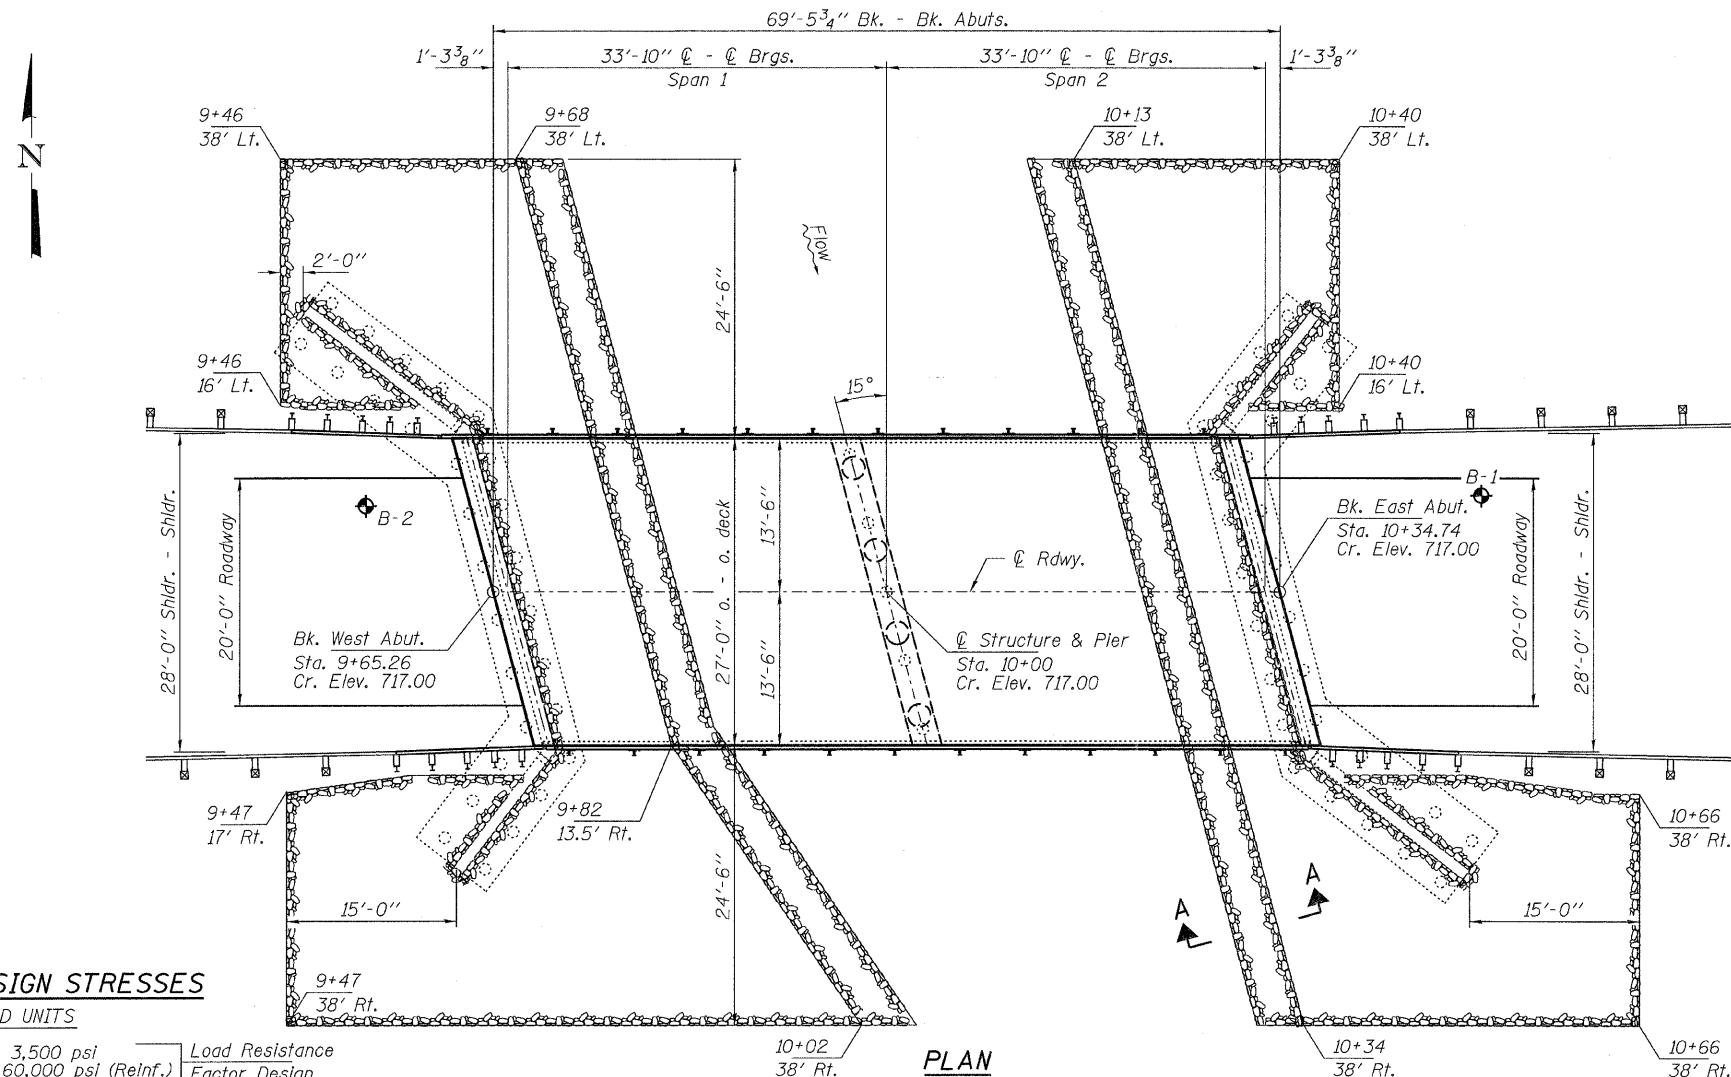 69'-5 3/4" Bk. - Bk. Abuts.
1'-3 3/8"
33'-10" ℄ - ℄ Brgs.
Span 1
33'-10" ℄ - ℄ Brgs.
Span 2
1'-3 3/8"
N
9+46
38' Lt.
9+68
38' Lt.
10+13
38' Lt.
10+40
38' Lt.
2'-0"
24'-6"
Flow
9+46
16' Lt.
15°
10+40
16' Lt.
28'-0" Shldr. - Shldr.
20'-0" Roadway
B-2
27'-0" o. - o. deck
13'-6"
13'-6"
℄ Rdwy.
B-1
Bk. East Abut.
Sta. 10+34.74
Cr. Elev. 717.00
20'-0" Roadway
28'-0" Shldr. - Shldr.
Bk. West Abut.
Sta. 9+65.26
Cr. Elev. 717.00
℄ Structure & Pier
Sta. 10+00
Cr. Elev. 717.00
9+47
17' Rt.
9+82
13.5' Rt.
10+66
38' Rt.
15'-0"
24'-6"
A
A
15'-0"
SIGN STRESSES
D UNITS
9+47
38' Rt.
3,500 psi
60,000 psi (Reinf.)
Load Resistance
Factor Design
10+02
38' Rt.
PLAN
10+34
38' Rt.
10+66
38' Rt.